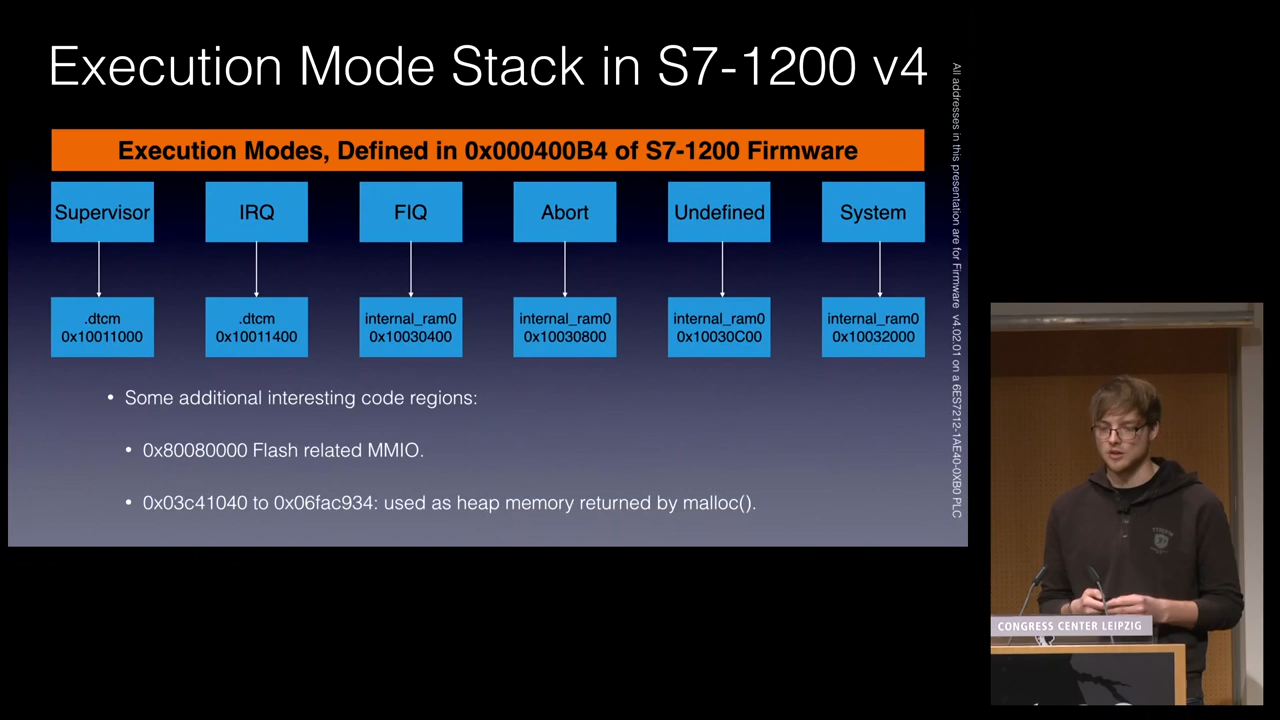 Execution Mode Stack in S7-1200 v4
Execution Modes, Defined in 0x000400B4 of S7-1200 Firmware
Supervisor
IRQ
FIQ
Abort
Undefined
System
.dtcm
0x10011000
.dtcm
0x10011400
internal_ram0
0x10030400
internal_ram0
0x10030800
internal_ram0
0x10030C00
internal_ram0
0x10032000
• Some additional interesting code regions:
• 0x80080000 Flash related MMIO.
• 0x03c41040 to 0x06fac934: used as heap memory returned by malloc().
All addresses in this presentation are for Firmware v4.02.01 on a 6ES7212-1AE40-0XB0 PLC
CONGRESS CENTER LEIPZIG